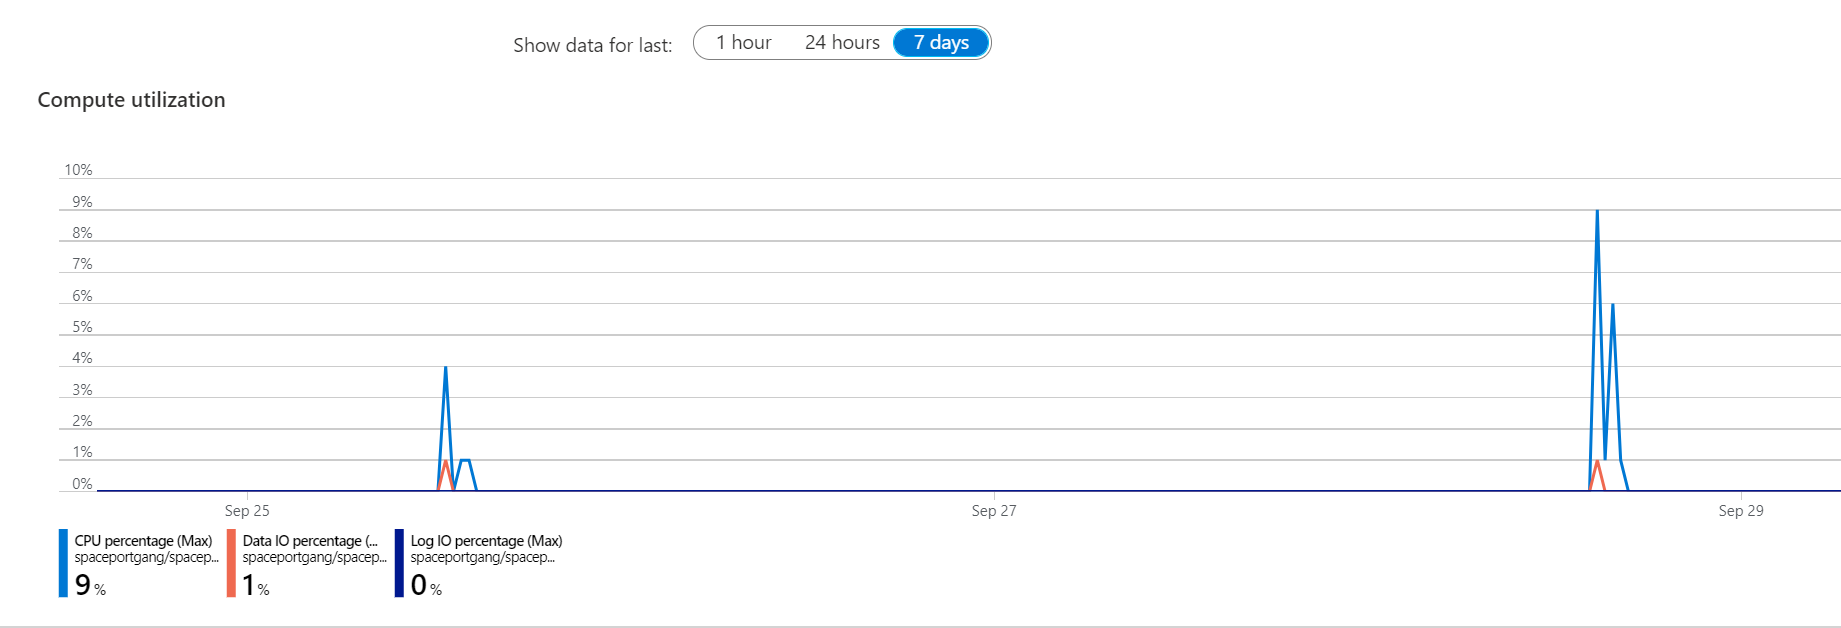 Show data for last: 1 hour 24 hours 7 days
Compute utilization
10%
9%
8%
7%
6%
5%
4%
3%
2%
1%
0%
Sep 25 Sep 27 Sep 29
CPU percentage (Max) Data IO percentage (... Log IO percentage (Max)
spaceportgang/spacep... spaceportgang/spacep... spaceportgang/spacep...
9 % 1 % 0 %